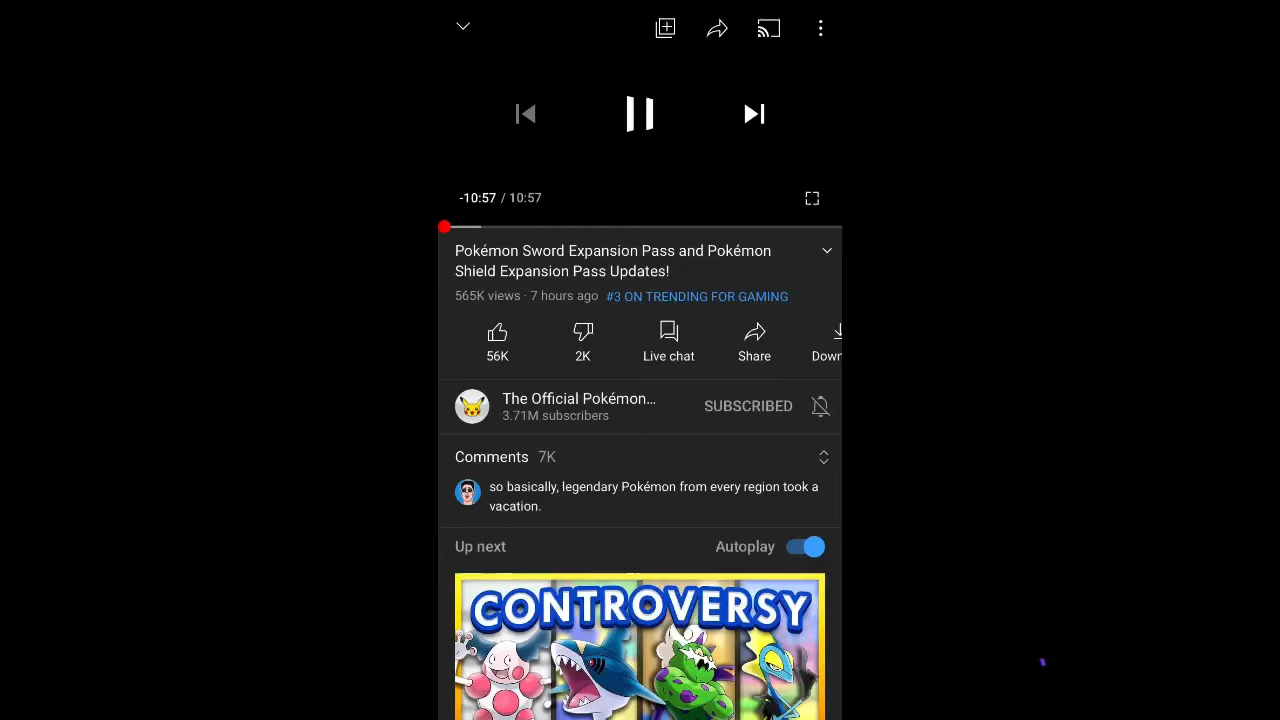 -10:57 / 10:57
Pokémon Sword Expansion Pass and Pokémon
Shield Expansion Pass Updates!
565K views · 7 hours ago #3 ON TRENDING FOR GAMING
56K 2K Live chat Share Down
The Official Pokémon...
3.71M subscribers
SUBSCRIBED
Comments 7K
so basically, legendary Pokémon from every region took a
vacation.
Up next Autoplay
CONTROVERSY